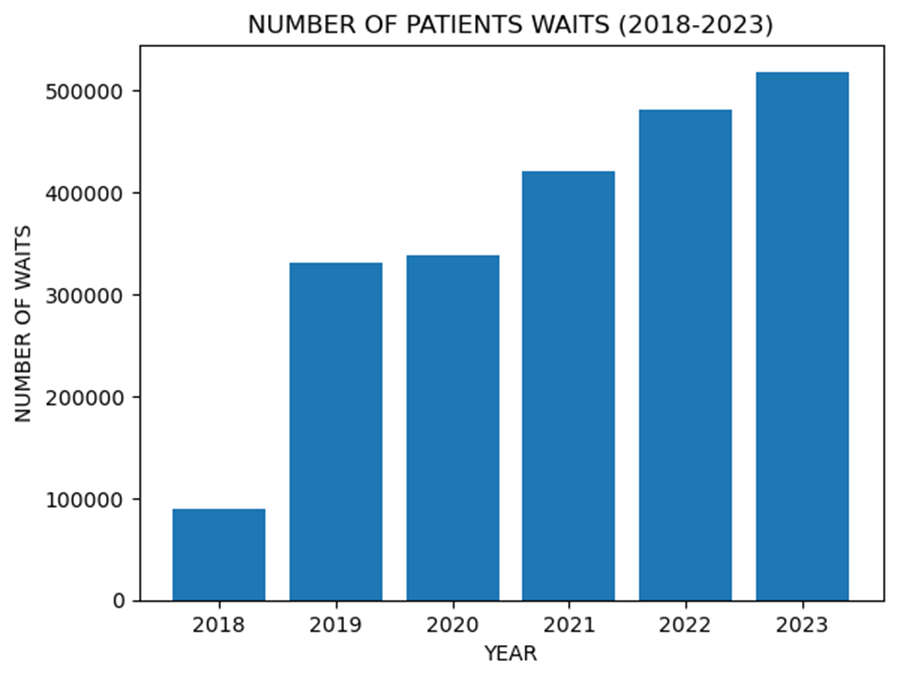 NUMBER OF PATIENTS WAITS (2018-2023)
NUMBER OF WAITS
500000
400000
300000
200000
100000
0
2018 2019 2020 2021 2022 2023
YEAR